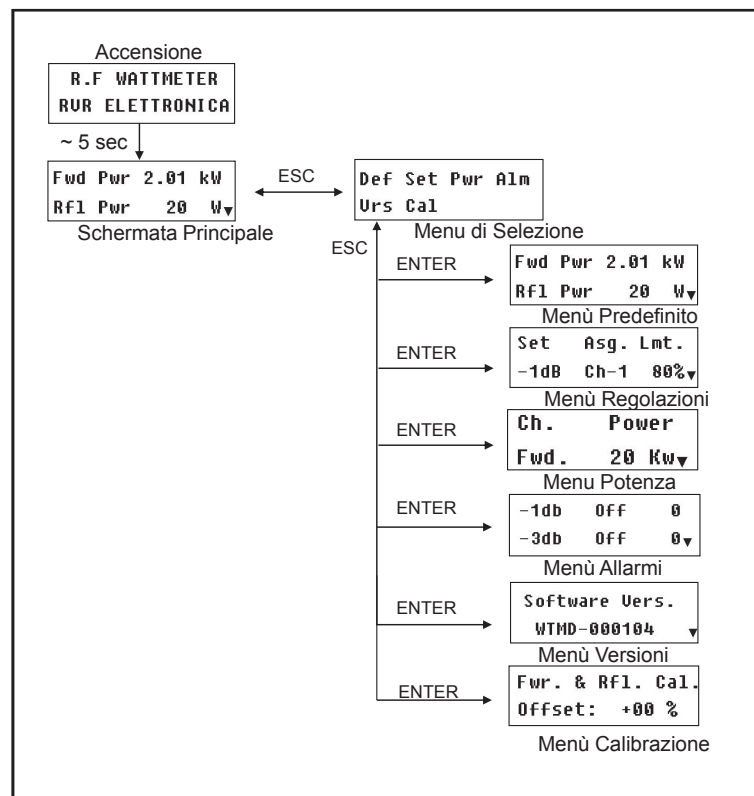 Accensione
R.F WATTMETER
RVR ELETTRONICA
~ 5 sec
Fwd Pwr 2.01 kW
Rfl Pwr 20 W▼
Schermata Principale
ESC
Def Set Pwr Alm
Vrs Cal
Menu di Selezione
ESC
ENTER
Fwd Pwr 2.01 kW
Rfl Pwr 20 W▼
Menù Predefinito
ENTER
Set Asg. Lmt.
-1dB Ch-1 80%▼
Menù Regolazioni
ENTER
Ch. Power
Fwd. 20 Kw▼
Menu Potenza
ENTER
-1db Off 0
-3db Off 0▼
Menù Allarmi
ENTER
Software Vers.
WTMD-000104 ▼
Menù Versioni
ENTER
Fwr. & Rfl. Cal.
Offset: +00 %
Menù Calibrazione